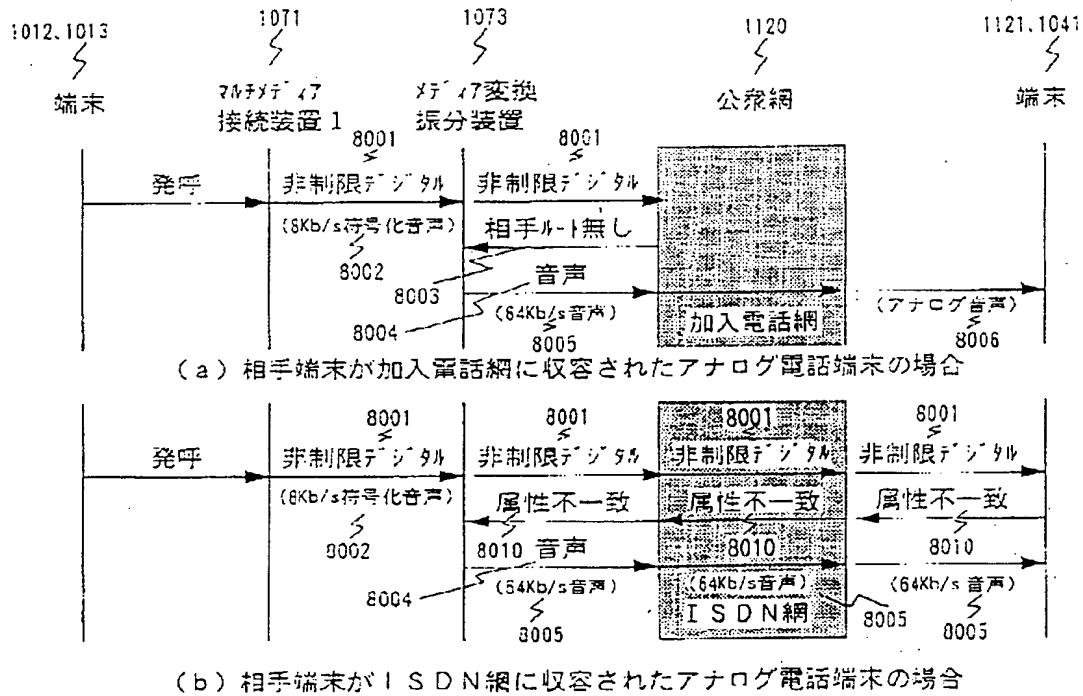 1012、1013
1071
1073
1120
1121、1047
端末
マルチメディア
接続装置1
メディア変換
振分装置
公衆網
端末
8001
8001
発呼
非制限デジタル
非制限デジタル
(8Kb/s符号化音声)
相手ルート無し
8002
8003
音声
8004
(64Kb/s音声)
8005
加入電話網
(アナログ音声)
8006
(a) 相手端末が加入電話網に収容されたアナログ電話端末の場合
8001
8001
8001
8001
発呼
非制限デジタル
非制限デジタル
非制限デジタル
非制限デジタル
(8Kb/s符号化音声)
属性不一致
属性不一致
属性不一致
8002
8010
音声
8010
8010
8004
(64Kb/s音声)
(64Kb/s音声)
(64Kb/s音声)
8005
ISDN網
8005
8005
(b) 相手端末がISDN網に収容されたアナログ電話端末の場合